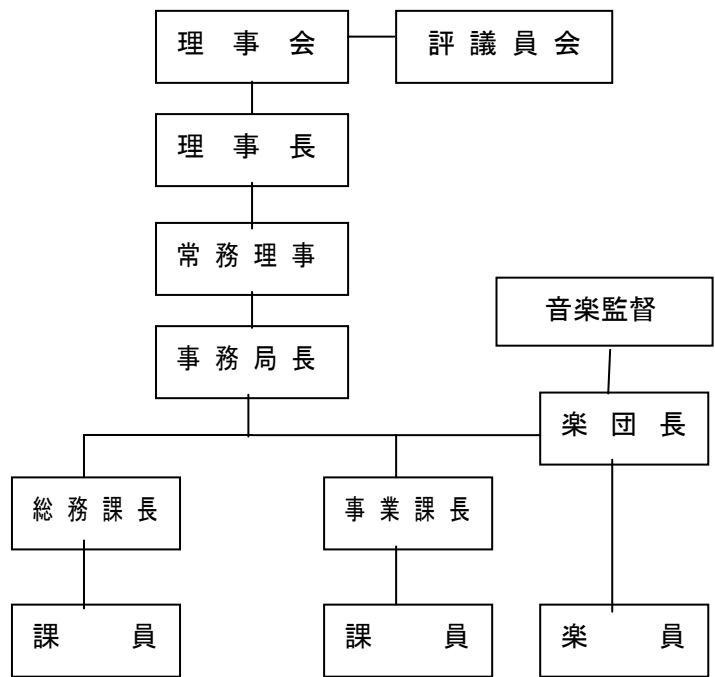 理事会
評議員会
理事長
常務理事
音楽監督
事務局長
楽団長
総務課長
事業課長
課員
課員
楽員